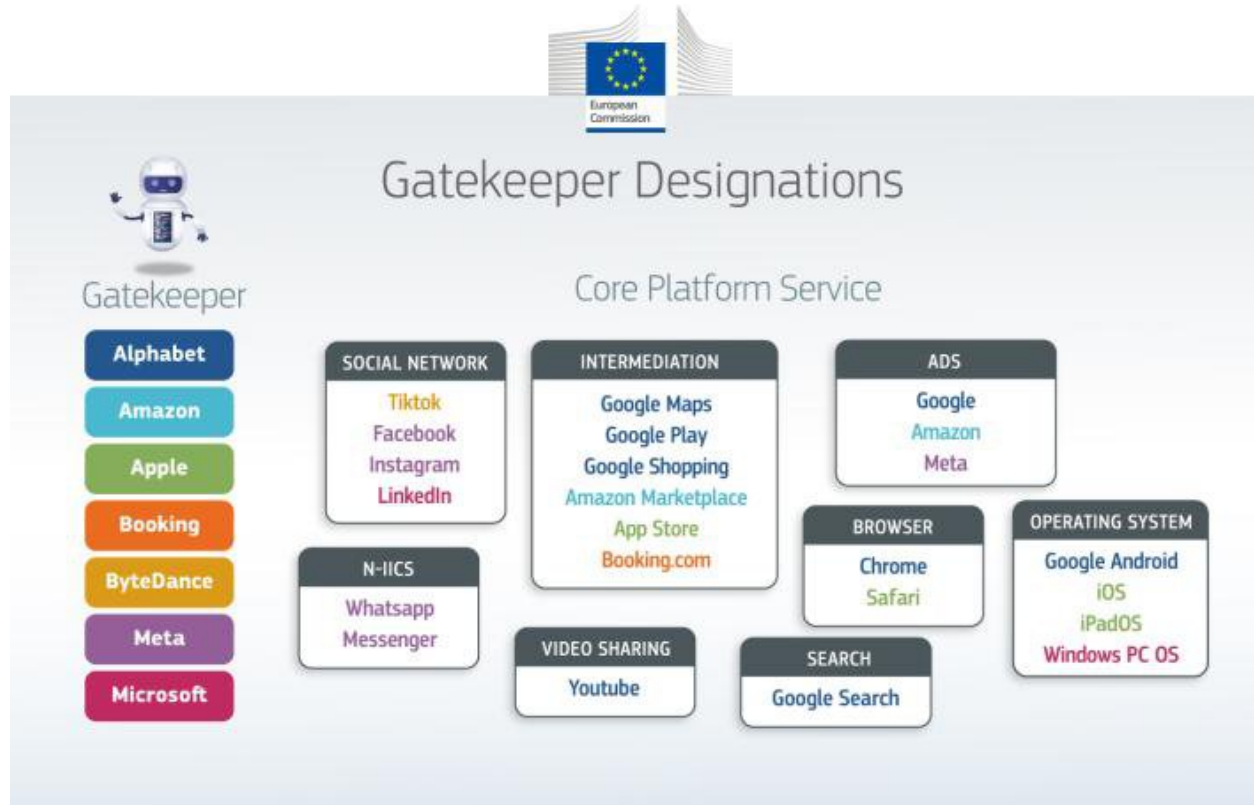 European
Commission
Gatekeeper Designations
Gatekeeper
Alphabet
Amazon
Apple
Booking
ByteDance
Meta
Microsoft
Core Platform Service
SOCIAL NETWORK
Tiktok
Facebook
Instagram
LinkedIn
INTERMEDIATION
Google Maps
Google Play
Google Shopping
Amazon Marketplace
App Store
Booking.com
ADS
Google
Amazon
Meta
N-IICS
Whatsapp
Messenger
VIDEO SHARING
Youtube
BROWSER
Chrome
Safari
SEARCH
Google Search
OPERATING SYSTEM
Google Android
iOS
iPadOS
Windows PC OS